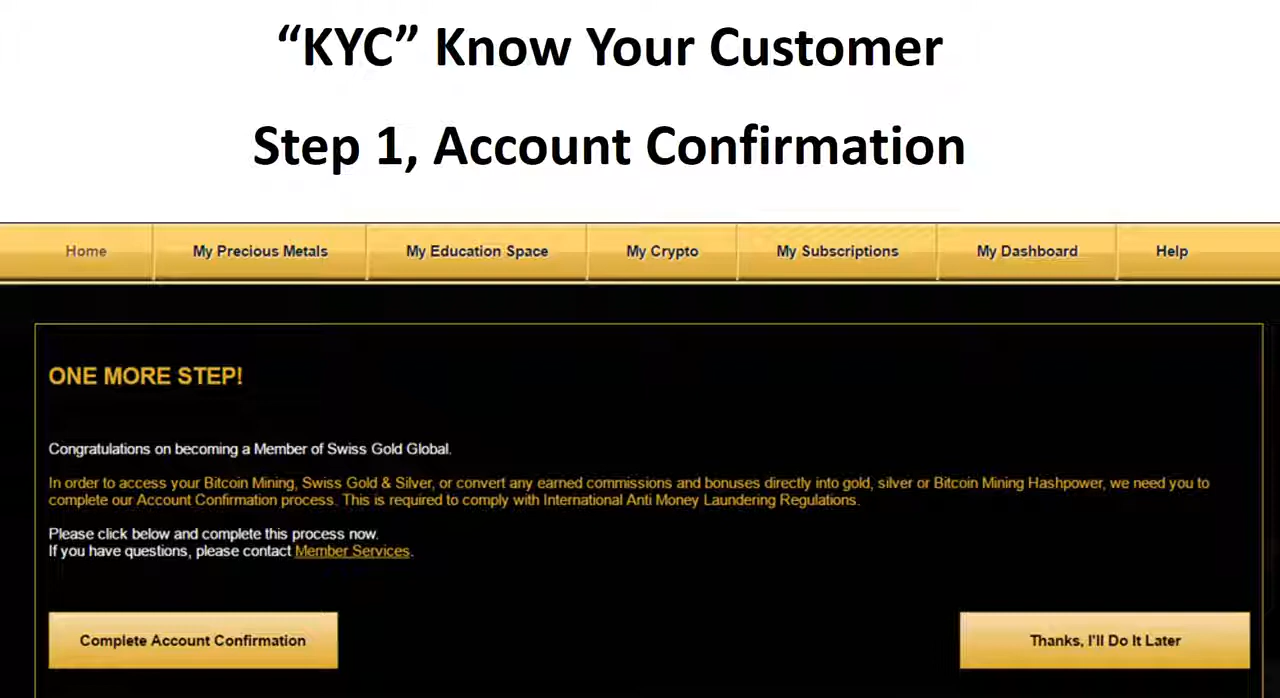 “KYC” Know Your Customer
Step 1, Account Confirmation
Home My Precious Metals My Education Space My Crypto My Subscriptions My Dashboard Help
ONE MORE STEP!
Congratulations on becoming a Member of Swiss Gold Global.
In order to access your Bitcoin Mining, Swiss Gold & Silver, or convert any earned commissions and bonuses directly into gold, silver or Bitcoin Mining Hashpower, we need you to
complete our Account Confirmation process. This is required to comply with International Anti Money Laundering Regulations.
Please click below and complete this process now.
If you have questions, please contact Member Services.
Complete Account Confirmation Thanks, I'll Do It Later